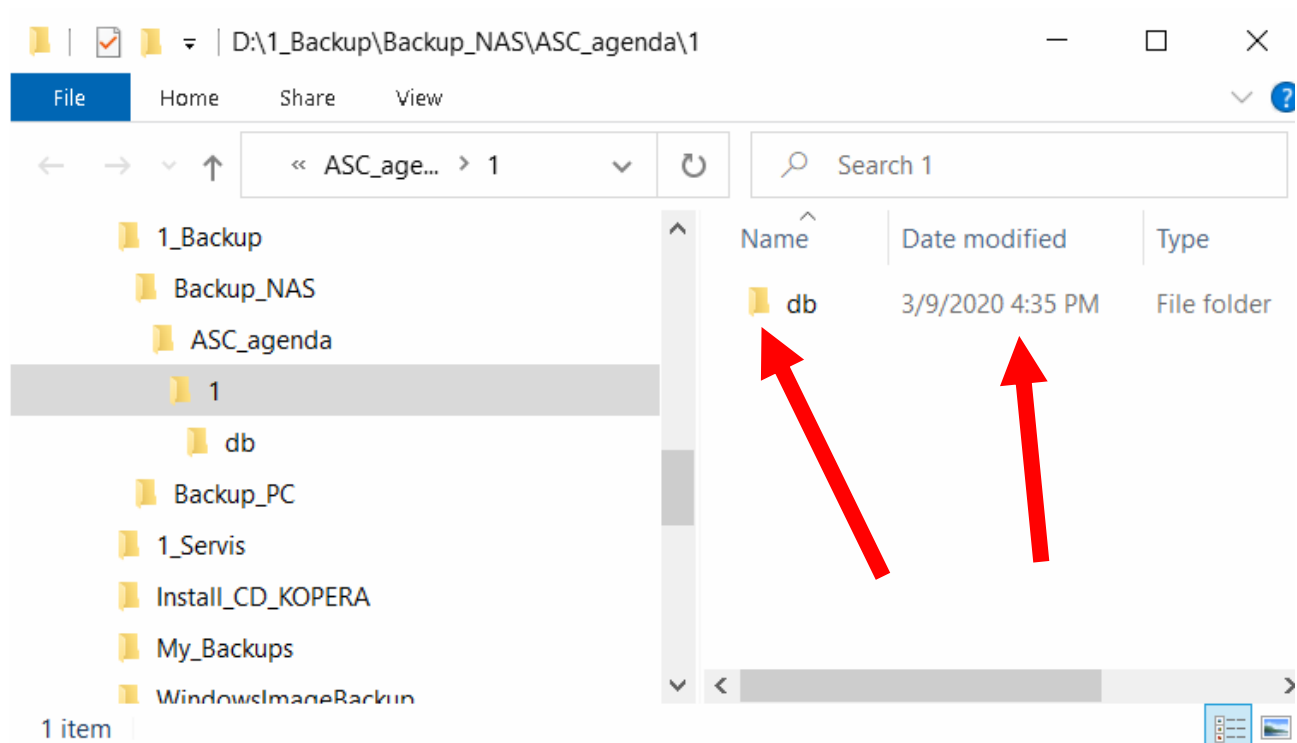 D:\1_Backup\Backup_NAS\ASC_agenda\1
File Home Share View ?
« ASC_age... > 1 Search 1
1_Backup
Backup_NAS
ASC_agenda
1
db
Backup_PC
1_Servis
Install_CD_KOPERA
My_Backups
WindowsImageBackup
Name Date modified Type
db 3/9/2020 4:35 PM File folder
1 item